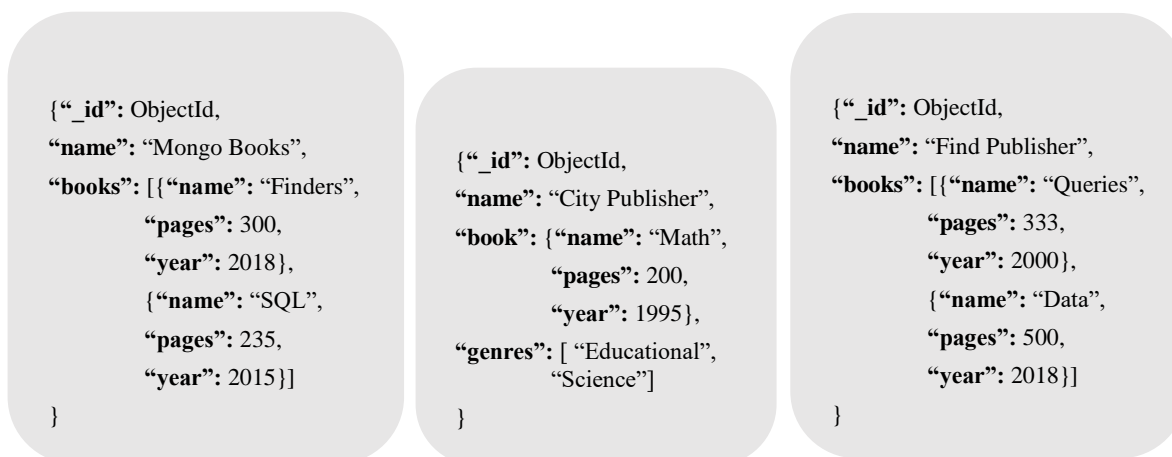 {“_id”: ObjectId,
“name”: “Mongo Books”,
“books”: [{“name”: “Finders”,
“pages”: 300,
“year”: 2018},
{“name”: “SQL”,
“pages”: 235,
“year”: 2015}]
}
{“_id”: ObjectId,
“name”: “City Publisher”,
“book”: {“name”: “Math”,
“pages”: 200,
“year”: 1995},
“genres”: [ “Educational”,
“Science”]
}
{“_id”: ObjectId,
“name”: “Find Publisher”,
“books”: [{“name”: “Queries”,
“pages”: 333,
“year”: 2000},
{“name”: “Data”,
“pages”: 500,
“year”: 2018}]
}